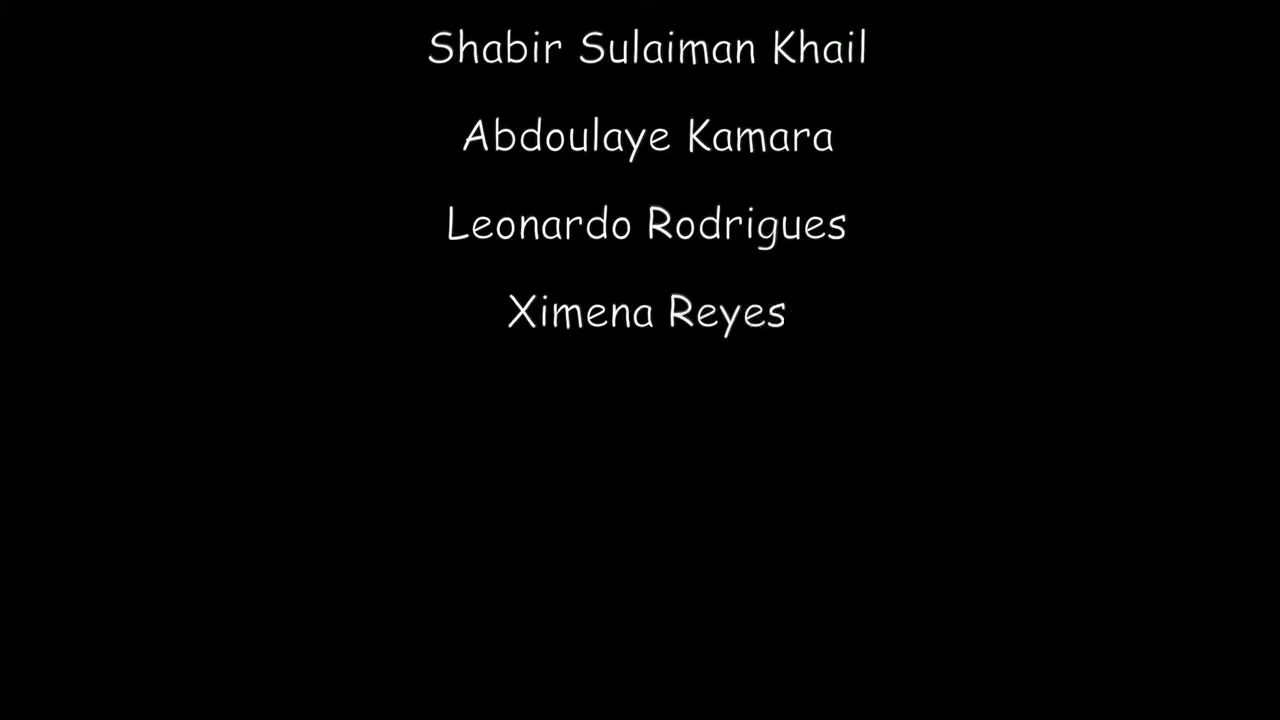 Shabir Sulaiman Khail
Abdoulaye Kamara
Leonardo Rodrigues
Ximena Reyes